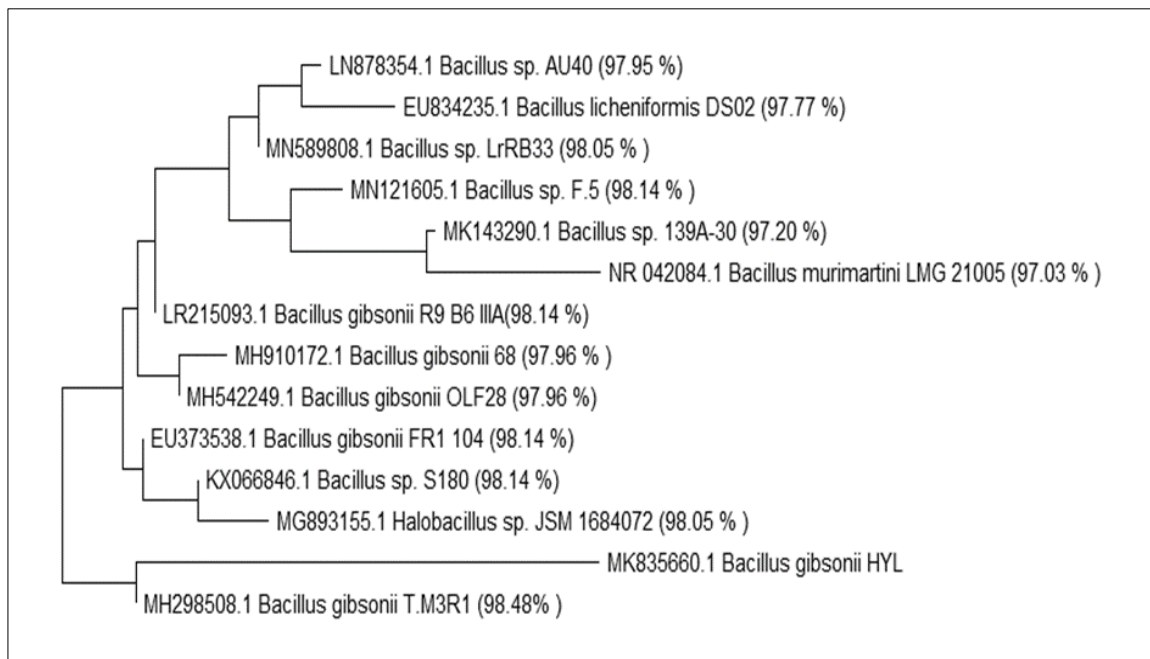 LN878354.1 Bacillus sp. AU40 (97.95 %)
EU834235.1 Bacillus licheniformis DS02 (97.77 %)
MN589808.1 Bacillus sp. LrRB33 (98.05 % )
MN121605.1 Bacillus sp. F.5 (98.14 % )
MK143290.1 Bacillus sp. 139A-30 (97.20 %)
NR 042084.1 Bacillus murimartini LMG 21005 (97.03 % )
LR215093.1 Bacillus gibsonii R9 B6 IIIA(98.14 %)
MH910172.1 Bacillus gibsonii 68 (97.96 % )
MH542249.1 Bacillus gibsonii OLF28 (97.96 %)
EU373538.1 Bacillus gibsonii FR1 104 (98.14 %)
KX066846.1 Bacillus sp. S180 (98.14 %)
MG893155.1 Halobacillus sp. JSM 1684072 (98.05 % )
MK835660.1 Bacillus gibsonii HYL
MH298508.1 Bacillus gibsonii T.M3R1 (98.48% )